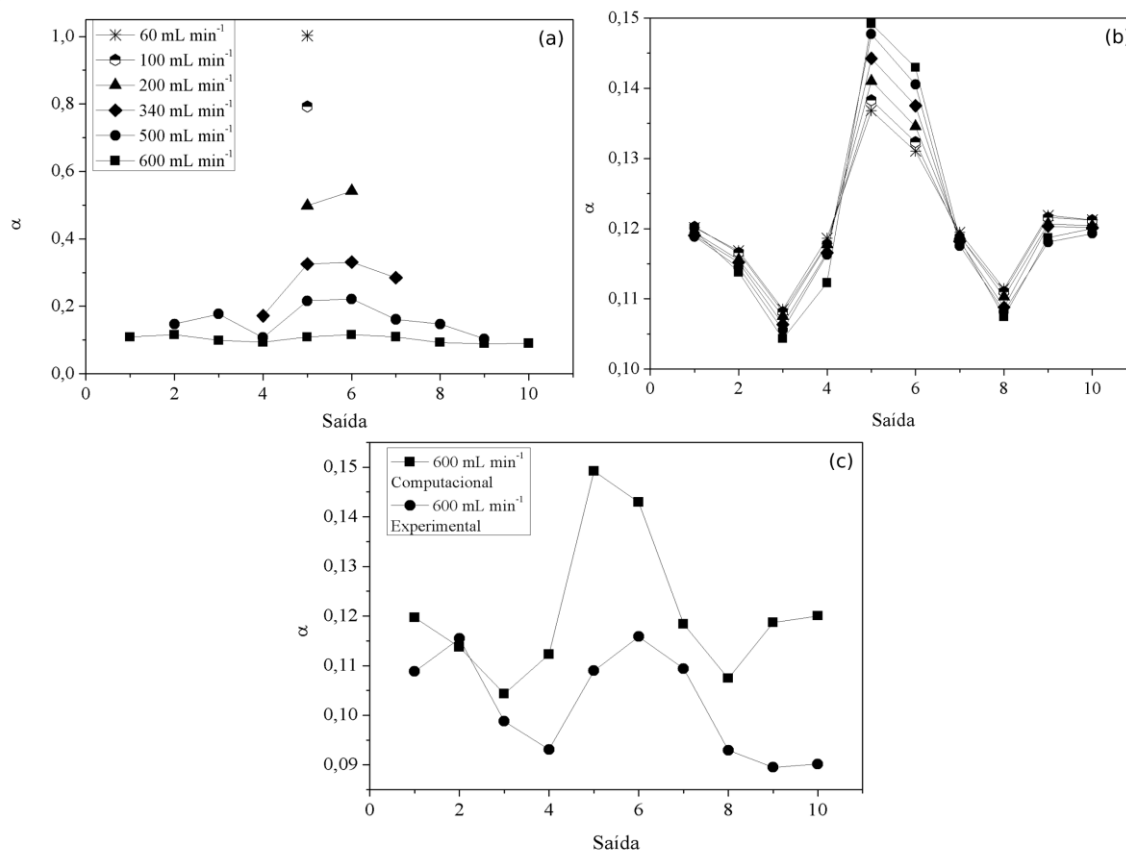 (a)
60 mL min⁻¹
100 mL min⁻¹
200 mL min⁻¹
340 mL min⁻¹
500 mL min⁻¹
600 mL min⁻¹
1,0
0,8
0,6
0,4
0,2
0,0
α
0 2 4 6 8 10
Saída
(b)
0,15
0,14
0,13
0,12
0,11
0,10
α
0 2 4 6 8 10
Saída
(c)
600 mL min⁻¹
Computacional
600 mL min⁻¹
Experimental
0,15
0,14
0,13
0,12
0,11
0,10
0,09
α
0 2 4 6 8 10
Saída